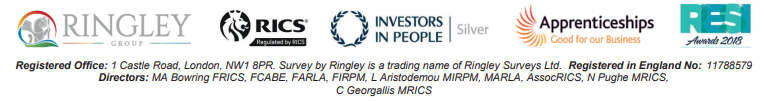 RINGLEY
GROUP
RICS
Regulated by RICS
INVESTORS
IN PEOPLE
Silver
Apprenticeships
Good for our Business
RESI
Awards 2018
Registered Office: 1 Castle Road, London, NW1 8PR. Survey by Ringley is a trading name of Ringley Surveys Ltd. Registered in England No: 11788579
Directors: MA Bowring FRICS, FCABE, FARLA, FIRPM, L Aristodemou MIRPM, MARLA, AssocRICS, N Pughe MRICS,
C Georgallis MRICS